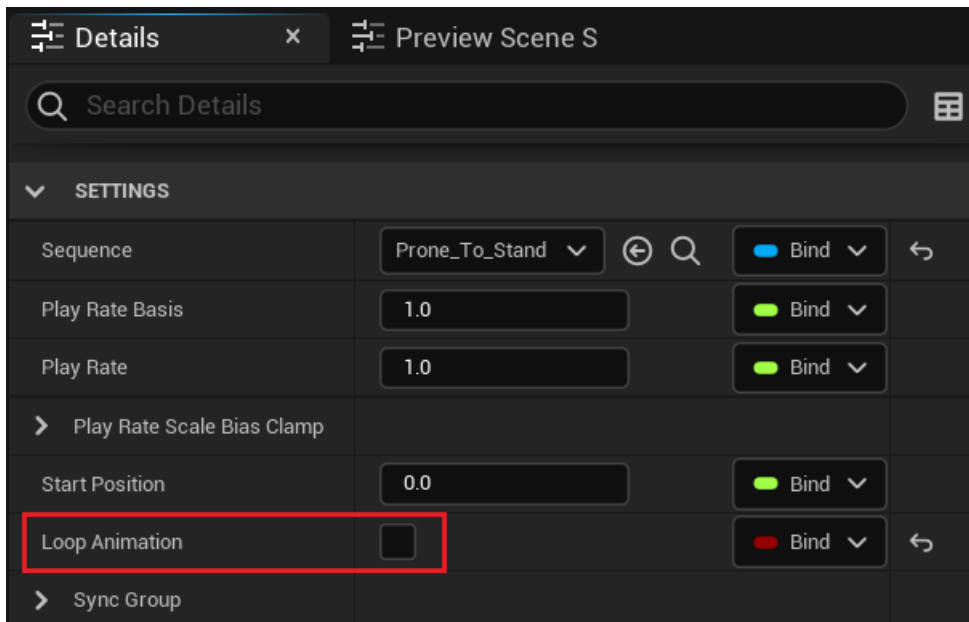 Details × Preview Scene S
Search Details
SETTINGS
Sequence Prone_To_Stand Bind
Play Rate Basis 1.0 Bind
Play Rate 1.0 Bind
Play Rate Scale Bias Clamp
Start Position 0.0 Bind
Loop Animation Bind
Sync Group